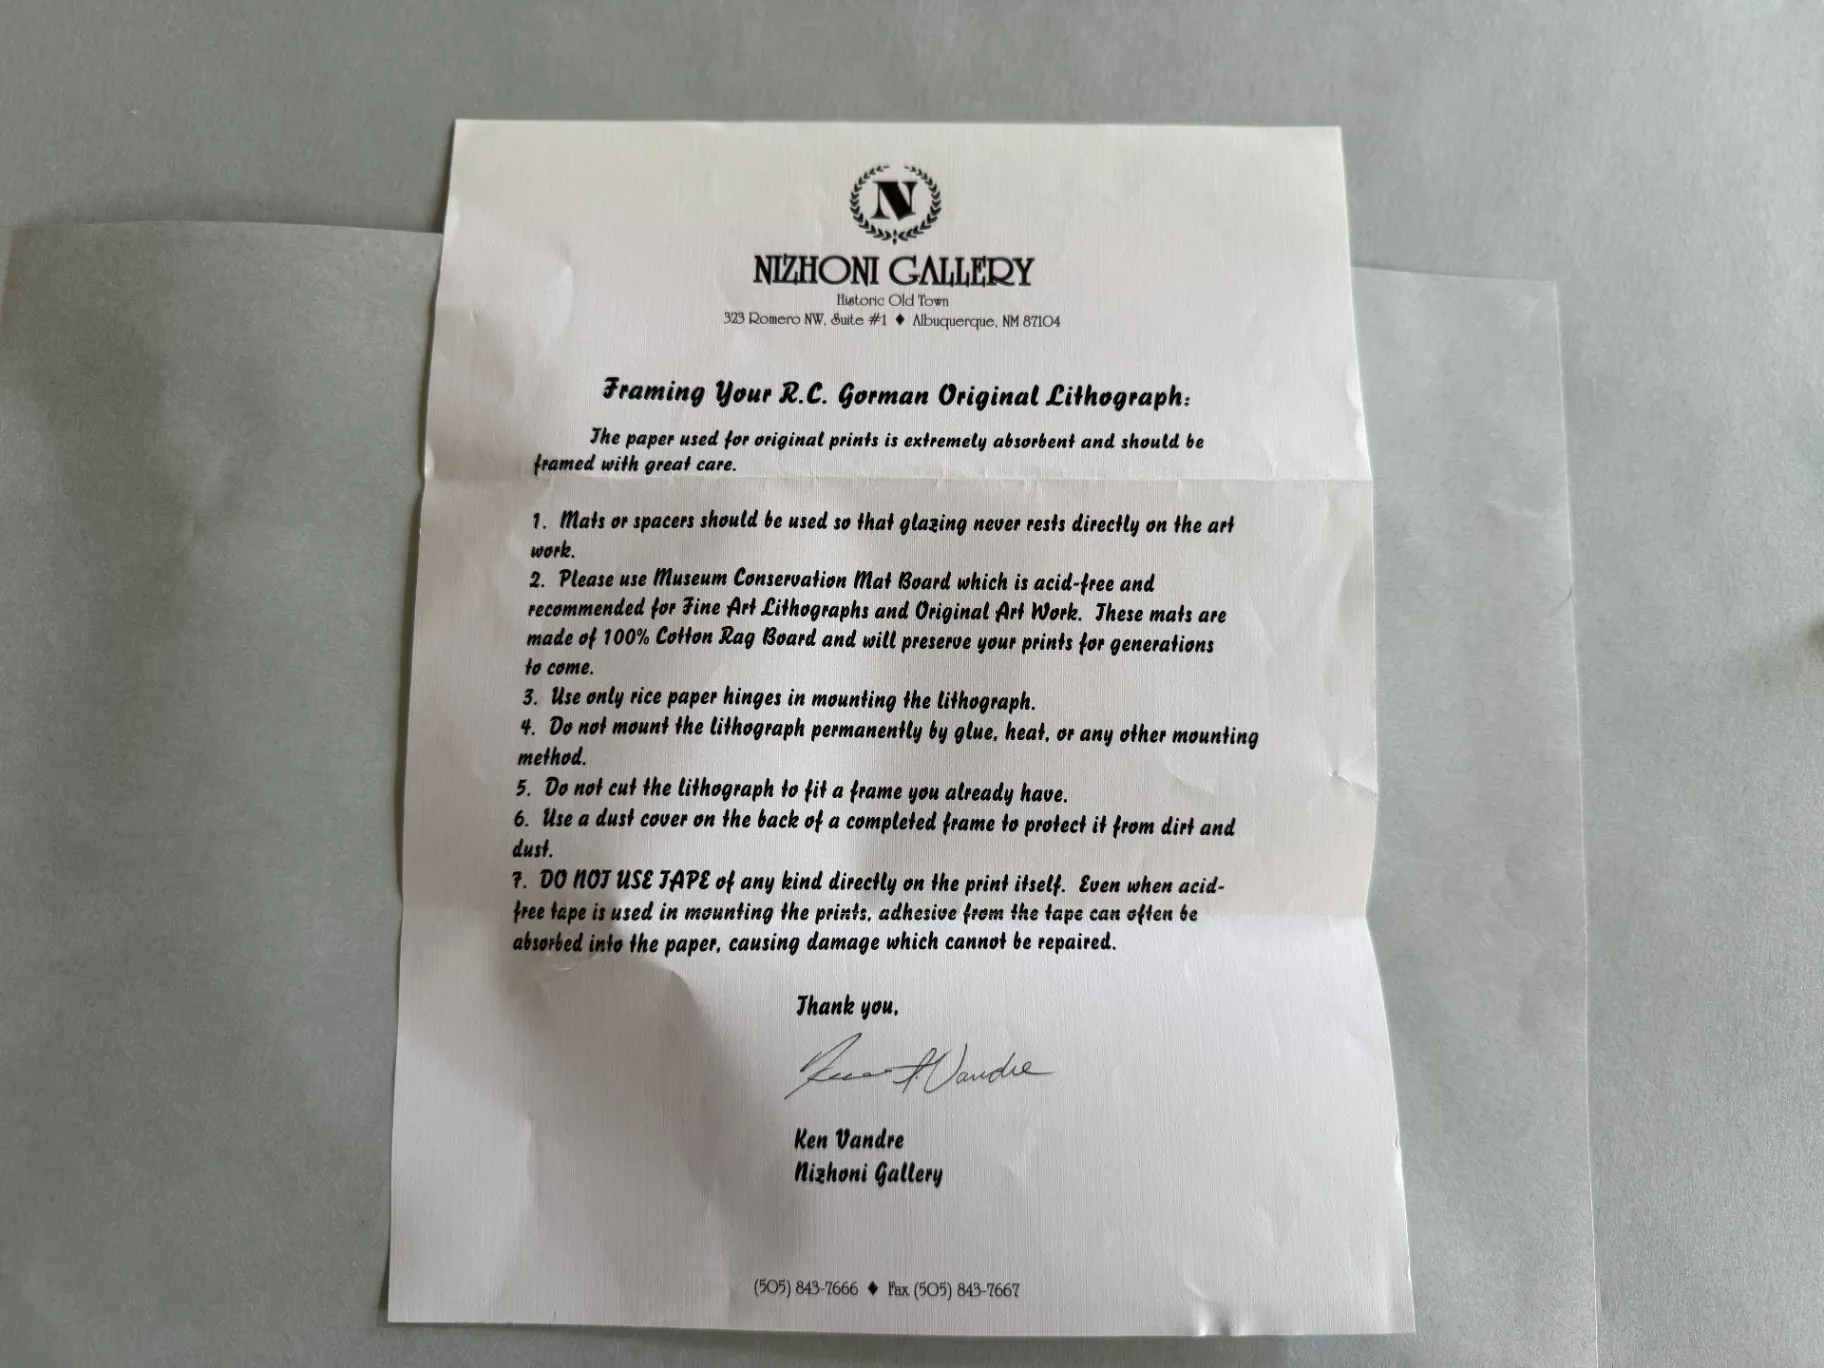 N
NIZHONI GALLERY
Historic Old Town
323 Romero NW, Suite #1 ♦ Albuquerque, NM 87104
Framing Your R.C. Gorman Original Lithograph:
The paper used for original prints is extremely absorbent and should be
framed with great care.
1. Mats or spacers should be used so that glazing never rests directly on the art
work.
2. Please use Museum Conservation Mat Board which is acid-free and
recommended for Fine Art Lithographs and Original Art Work. These mats are
made of 100% Cotton Rag Board and will preserve your prints for generations
to come.
3. Use only rice paper hinges in mounting the lithograph.
4. Do not mount the lithograph permanently by glue, heat, or any other mounting
method.
5. Do not cut the lithograph to fit a frame you already have.
6. Use a dust cover on the back of a completed frame to protect it from dirt and
dust.
7. DO NOT USE TAPE of any kind directly on the print itself. Even when acid-
free tape is used in mounting the prints, adhesive from the tape can often be
absorbed into the paper, causing damage which cannot be repaired.
Thank you,
Vandre
Ken Vandre
Nizhoni Gallery
(505) 843-7666 ♦ Fax (505) 843-7667